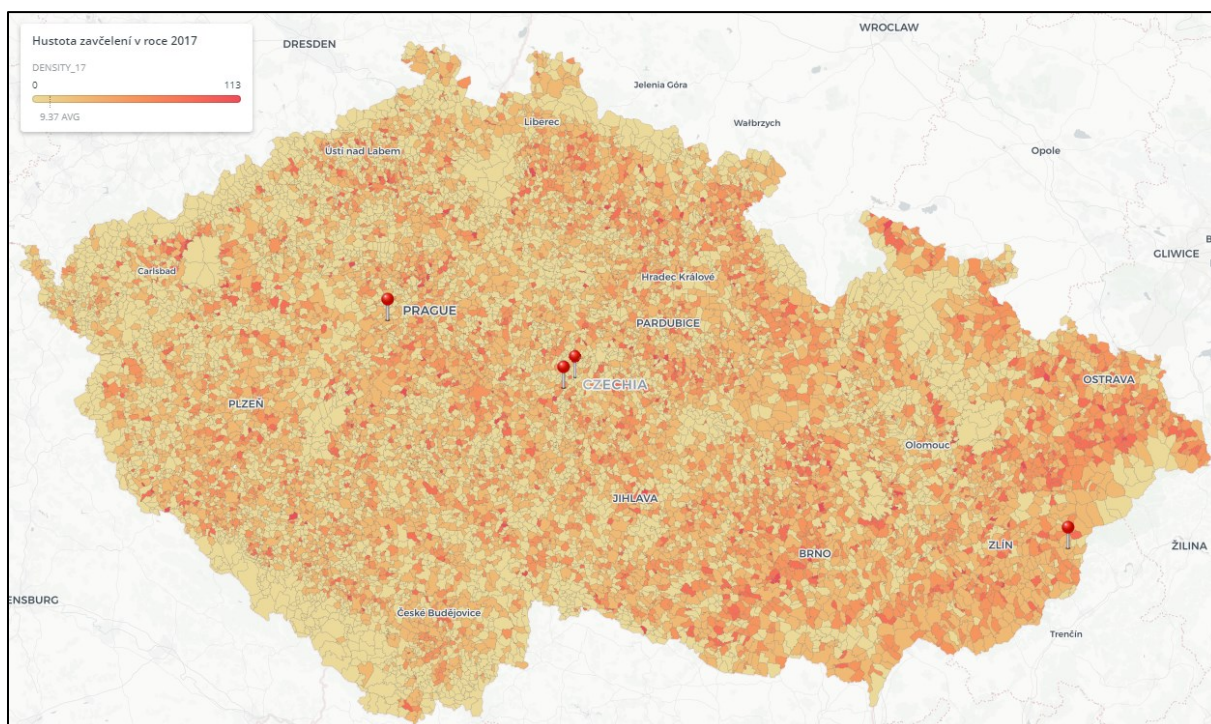 Hustota zavčelení v roce 2017
DENSITY_17
0 113
9.37 AVG
DRESDEN
WROCLAW
Jelenia Góra
Wałbrzych
Liberec
Ústí nad Labem
Opole
GLIWICE
Carlsbad
Hradec Králové
PRAGUE
PARDUBICE
CZECHIA
OSTRAVA
PLZEŇ
Olomouc
JIHLAVA
ZLÍN
ŽILINA
BRNO
ENSBURG
České Budějovice
Trenčín